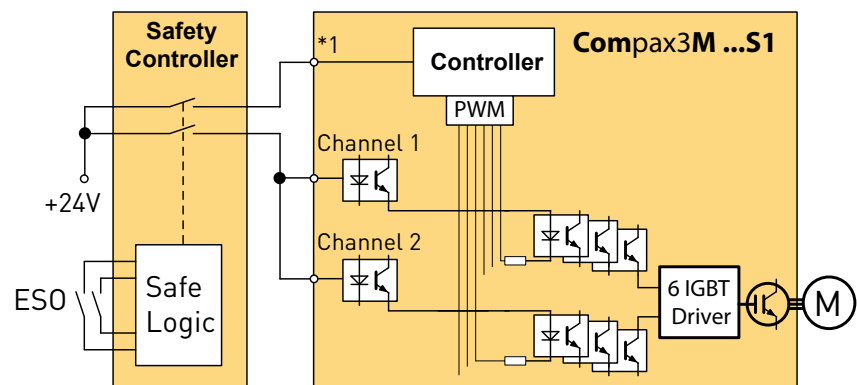 Safety
Controller
*1
Controller
Compax3M ...S1
PWM
Channel 1
+24V
Channel 2
ESO
Safe
Logic
6 IGBT
Driver
M